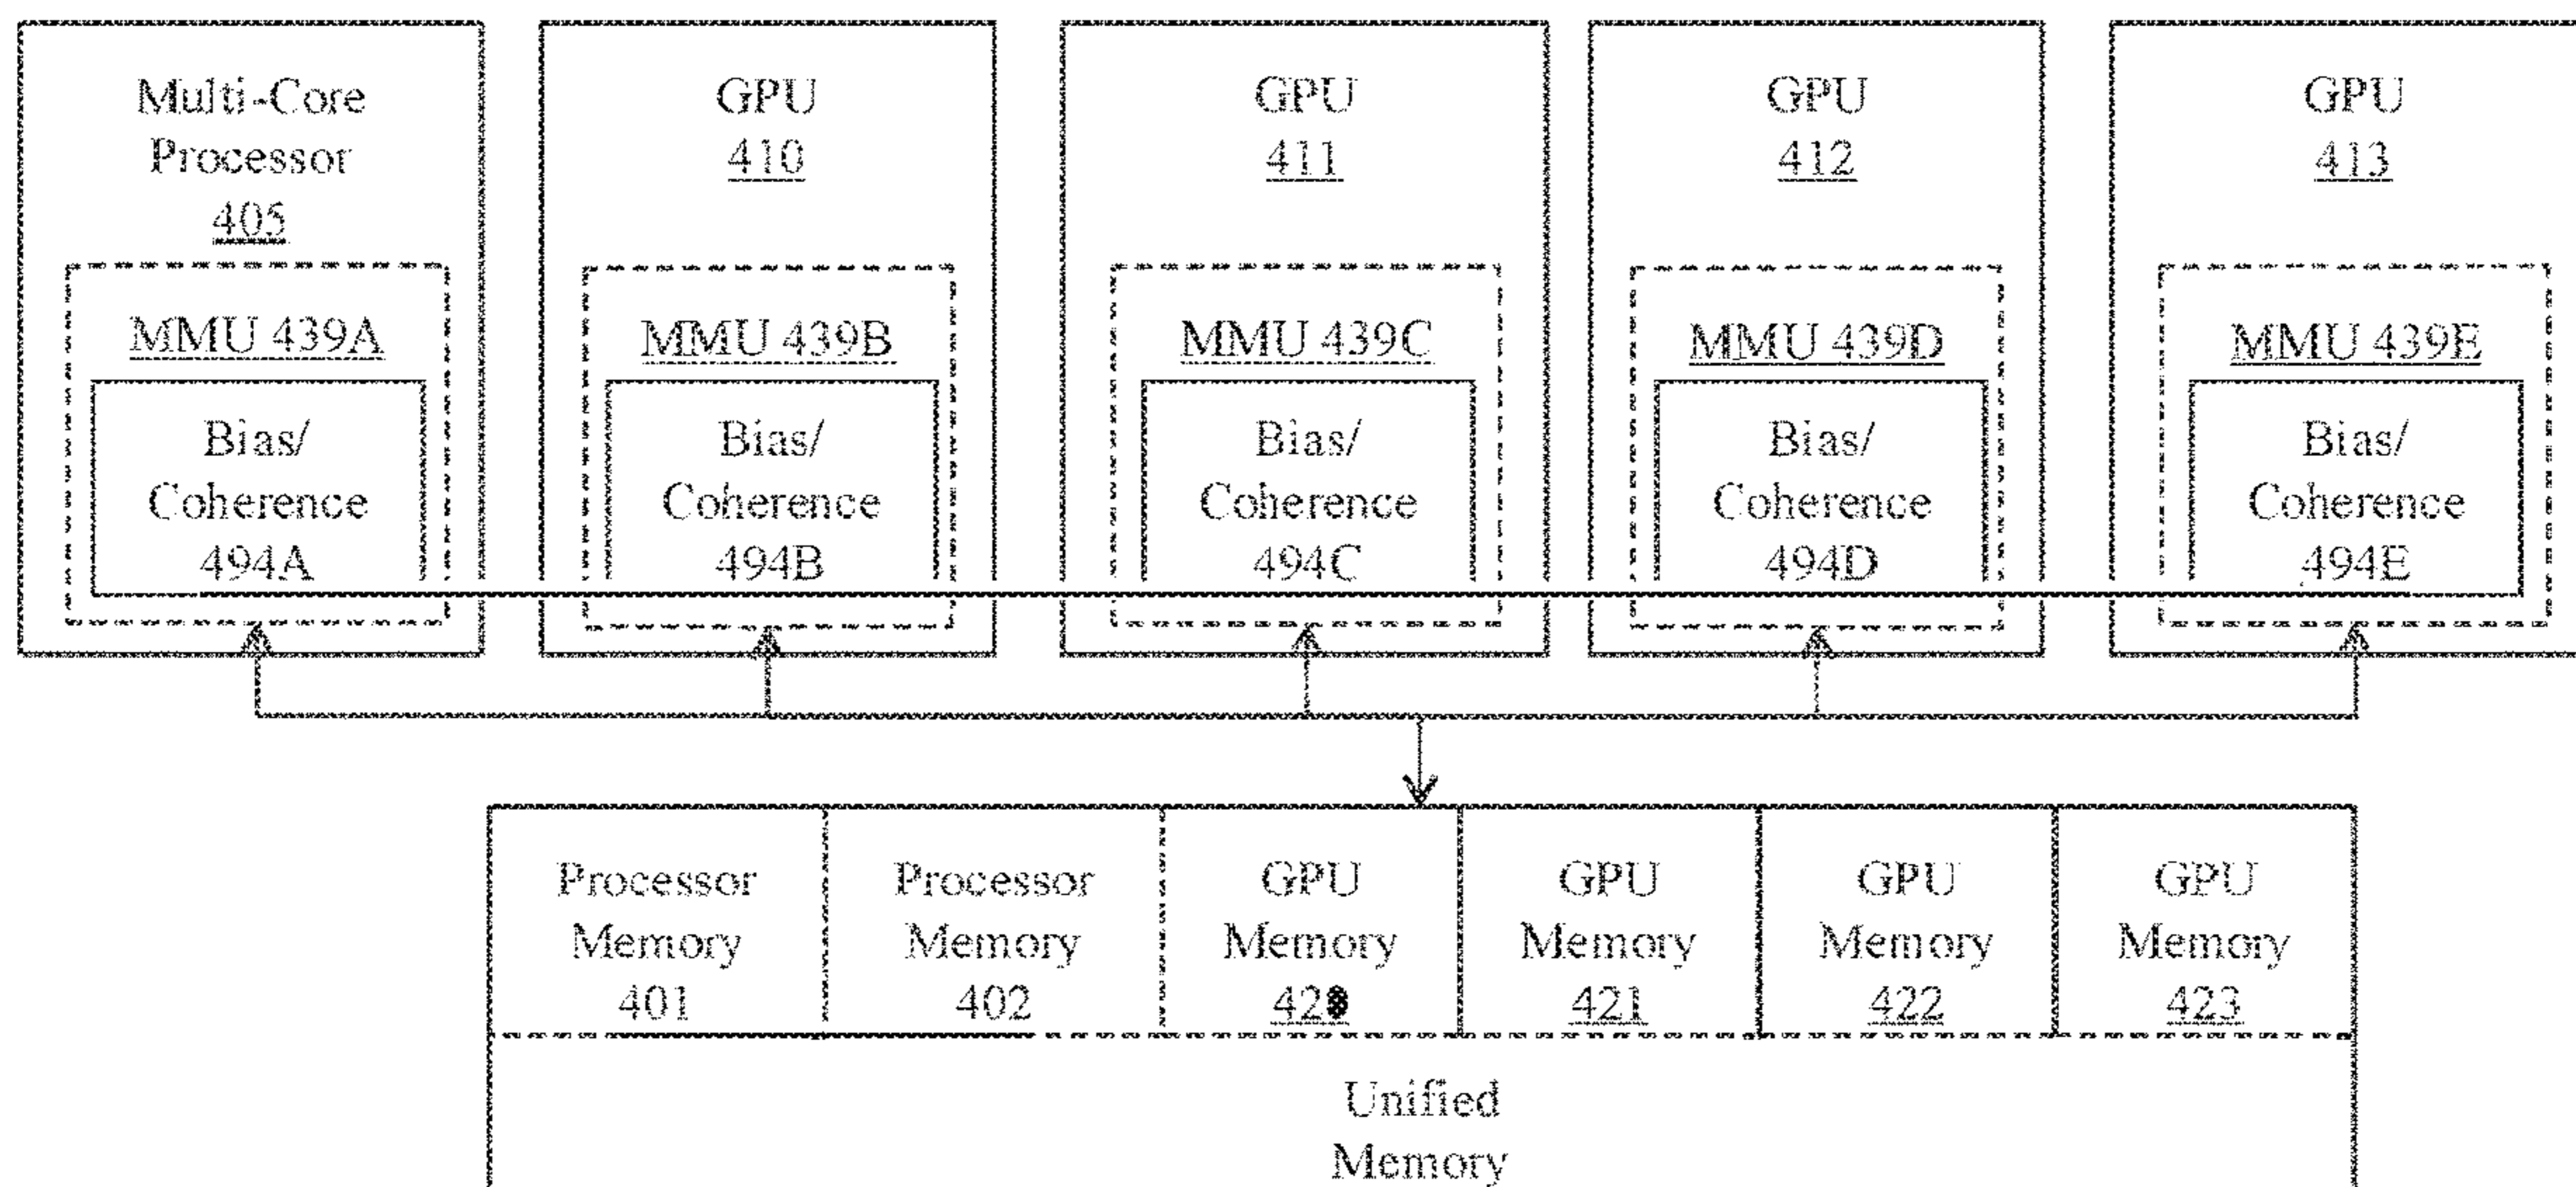 Multi-Core
Processor
405
MMU 439A
Bias/
Coherence
494A
GPU
410
MMU 439B
Bias/
Coherence
494B
GPU
411
MMU 439C
Bias/
Coherence
494C
GPU
412
MMU 439D
Bias/
Coherence
494D
GPU
413
MMU 439E
Bias/
Coherence
494E
Processor
Memory
401
Processor
Memory
402
GPU
Memory
420
GPU
Memory
421
GPU
Memory
422
GPU
Memory
423
Unified
Memory